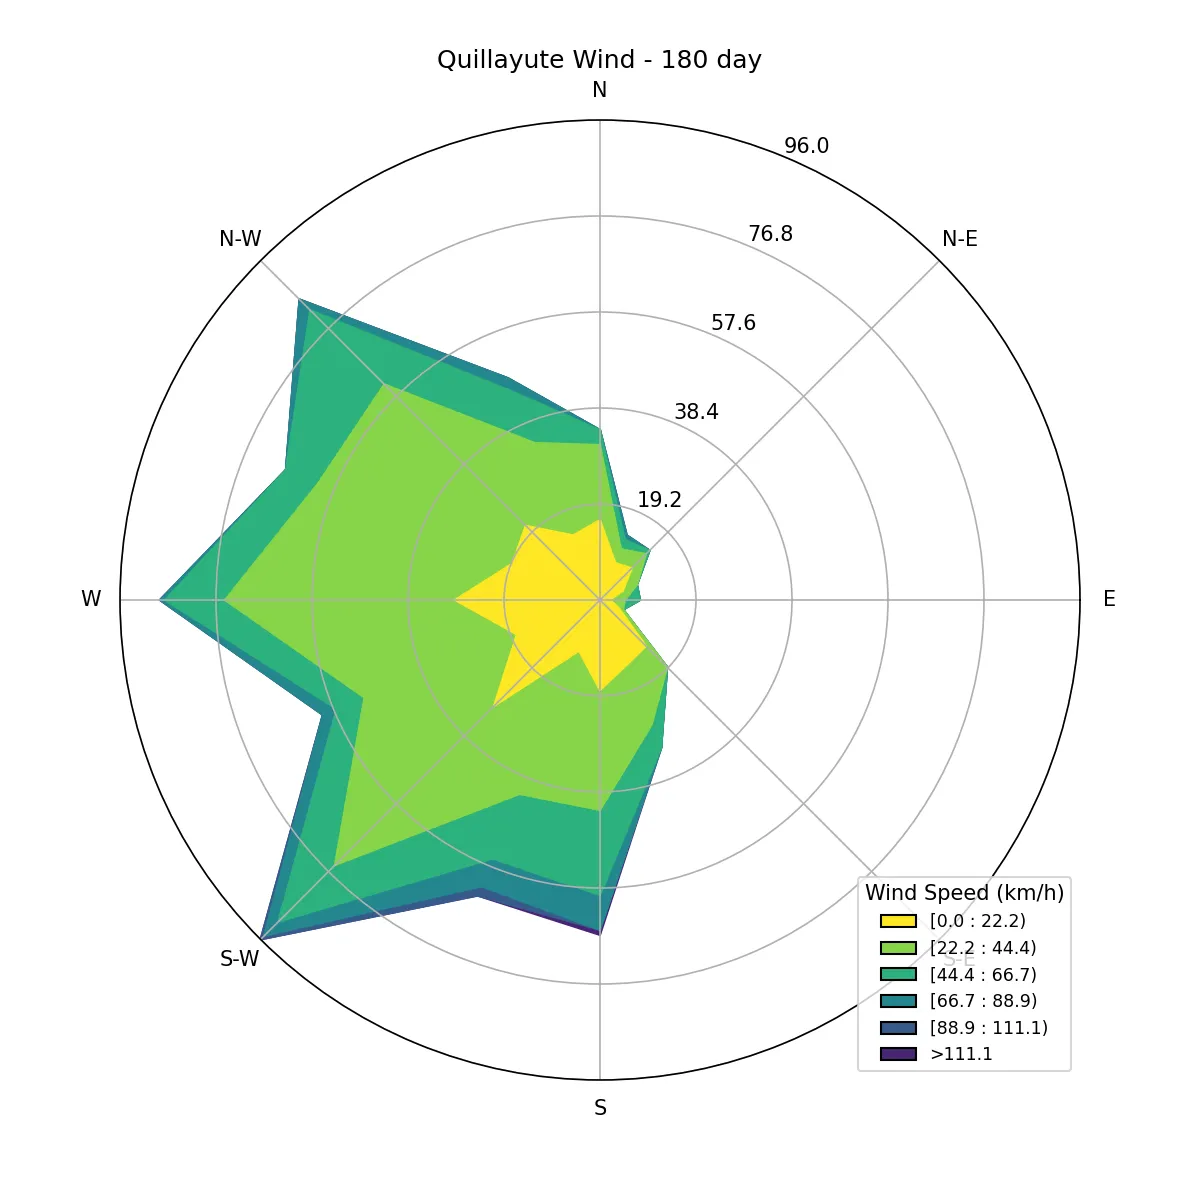 Quillayute Wind - 180 day
N
96.0
N-W
N-E
76.8
57.6
38.4
19.2
W
E
Wind Speed (km/h)
[0.0 : 22.2)
[22.2 : 44.4)
[44.4 : 66.7)
[66.7 : 88.9)
[88.9 : 111.1)
>111.1
S-W
S-E
S